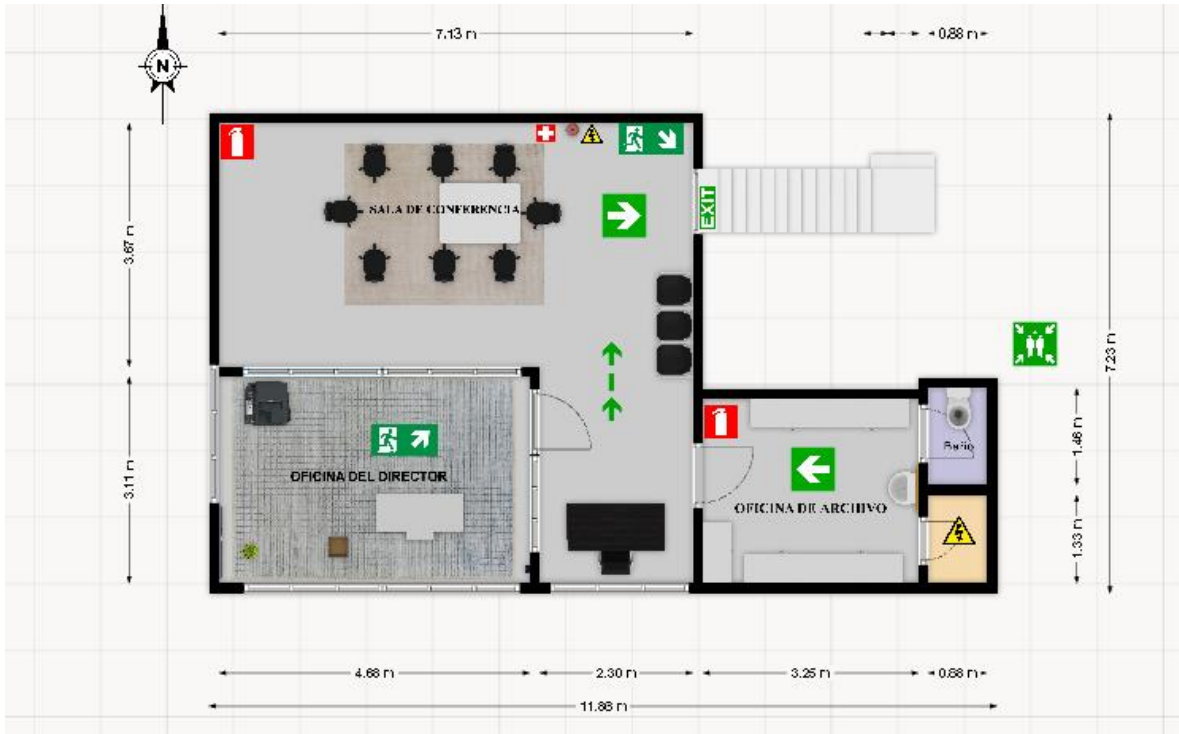 N
7.13 m
0.88 m
3.67 m
SALA DE CONFERENCIA
EXIT
7.23 m
3.11 m
OFICINA DEL DIRECTOR
OFICINA DE ARCHIVO
Baño
1.46 m
1.33 m
4.68 m
2.30 m
3.25 m
0.88 m
11.86 m